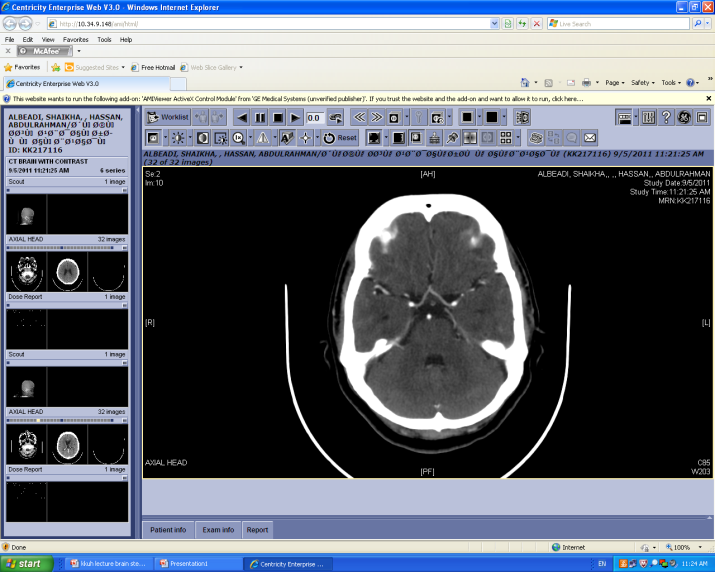 Centricity Enterprise Web V3.0 - Windows Internet Explorer
http://10.34.9.148/ami/html/
Live Search
File Edit View Favorites Tools Help
McAfee
Favorites Suggested Sites Free Hotmail Web Slice Gallery
Centricity Enterprise Web V3.0
Page Safety Tools
This website wants to run the following add-on: 'AMIViewer ActiveX Control Module' from 'GE Medical Systems (unverified publisher)'. If you trust the website and the add-on and want to allow it to run, click here...
ALBEADI, SHAIKHA, , HASSAN,
ID: KK217116
CT BRAIN WITH CONTRAST
9/5/2011 11:21:25 AM 6 series
Scout 1 image
AXIAL HEAD 32 images
Dose Report 1 image
Scout 1 image
AXIAL HEAD 32 images
Dose Report 1 image
Worklist 0.0
Reset
ALBEADI, SHAIKHA, , HASSAN, ABDULRAHMAN/ (KK217116) 9/5/2011 11:21:25 AM
(32 of 32 images)
Se:2
Im:10
[AH]
ALBEADI, SHAIKHA, ,, HASSAN,, ABDULRAHMAN
Study Date:9/5/2011
Study Time:11:21:25 AM
MRN:KK217116
[R]
[L]
AXIAL HEAD
[PF]
C85
W203
Patient info Exam info Report
Done Internet 100%
start kkuh lecture brain ste... Presentation1 Centricity Enterprise ... EN 11:24 AM